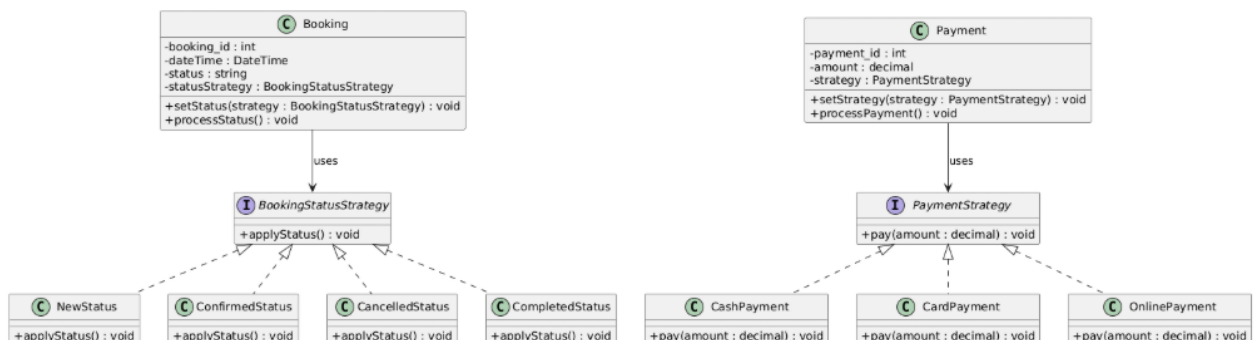 C Booking
-booking_id : int
-dateTime : DateTime
-status : string
-statusStrategy : BookingStatusStrategy
+setStatus(strategy : BookingStatusStrategy) : void
+processStatus() : void
uses
I BookingStatusStrategy
+applyStatus() : void
C NewStatus
+applyStatus() : void
C ConfirmedStatus
+applyStatus() : void
C CancelledStatus
+applyStatus() : void
C CompletedStatus
+applyStatus() : void
C Payment
-payment_id : int
-amount : decimal
-strategy : PaymentStrategy
+setStrategy(strategy : PaymentStrategy) : void
+processPayment() : void
uses
I PaymentStrategy
+pay(amount : decimal) : void
C CashPayment
+pay(amount : decimal) : void
C CardPayment
+pay(amount : decimal) : void
C OnlinePayment
+pay(amount : decimal) : void